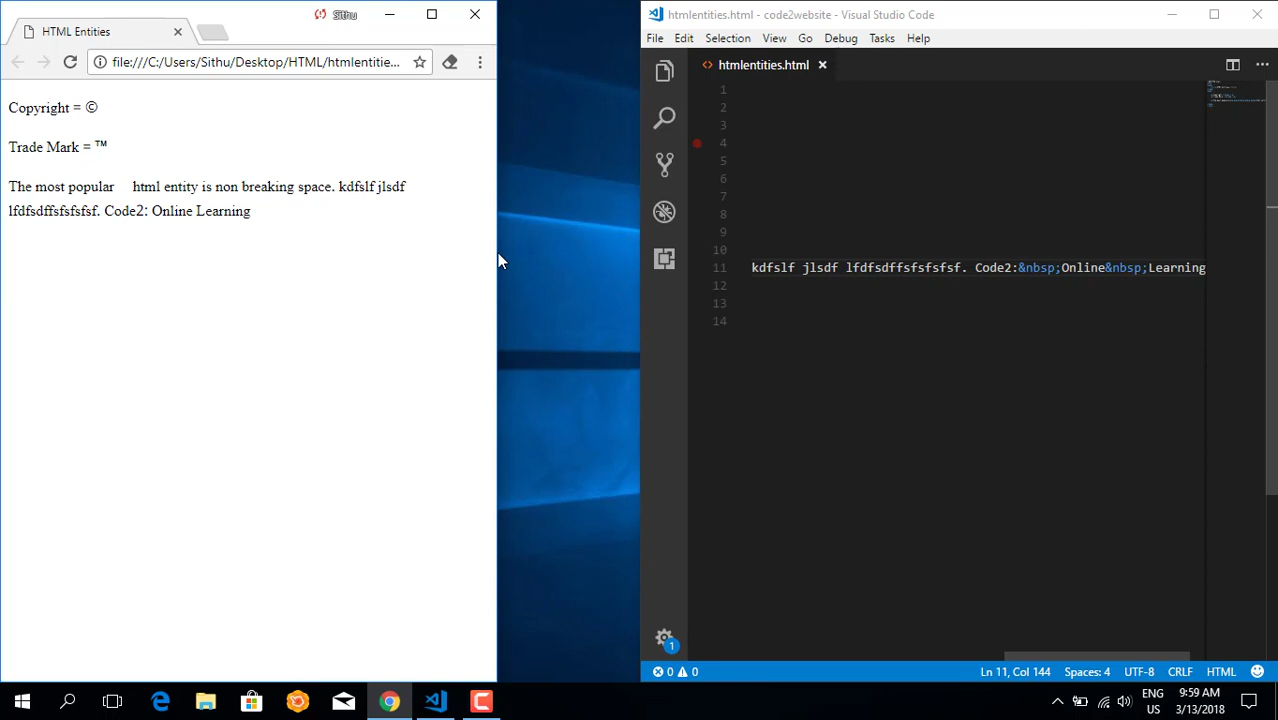 Sithu
HTML Entities
file:///C:/Users/Sithu/Desktop/HTML/htmlentitie...
Copyright = ©
Trade Mark = ™
The most popular html entity is non breaking space. kdfslf jlsdf
lfdfsdffsfsfsfsf. Code2: Online Learning
htmlentities.html - code2website - Visual Studio Code
File Edit Selection View Go Debug Tasks Help
htmlentities.html
1
2
3
4
5
6
7
8
9
10
11 kdfslf jlsdf lfdfsdffsfsfsfsf. Code2:&nbsp;Online&nbsp;Learning
12
13
14
1
0 0 Ln 11, Col 144 Spaces: 4 UTF-8 CRLF HTML
ENG
US
9:59 AM
3/13/2018